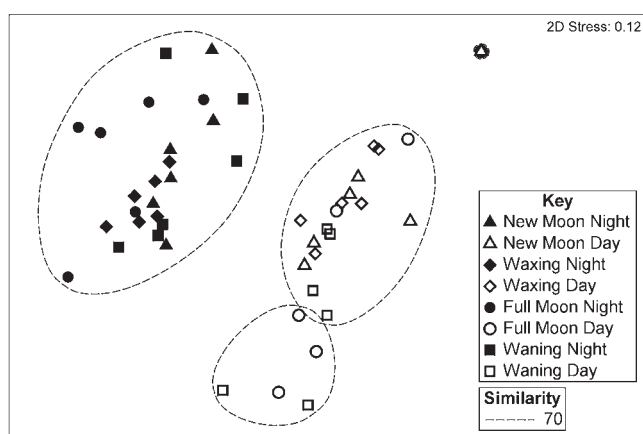 2D Stress: 0.12
Key
New Moon Night
New Moon Day
Waxing Night
Waxing Day
Full Moon Night
Full Moon Day
Waning Night
Waning Day
Similarity
70